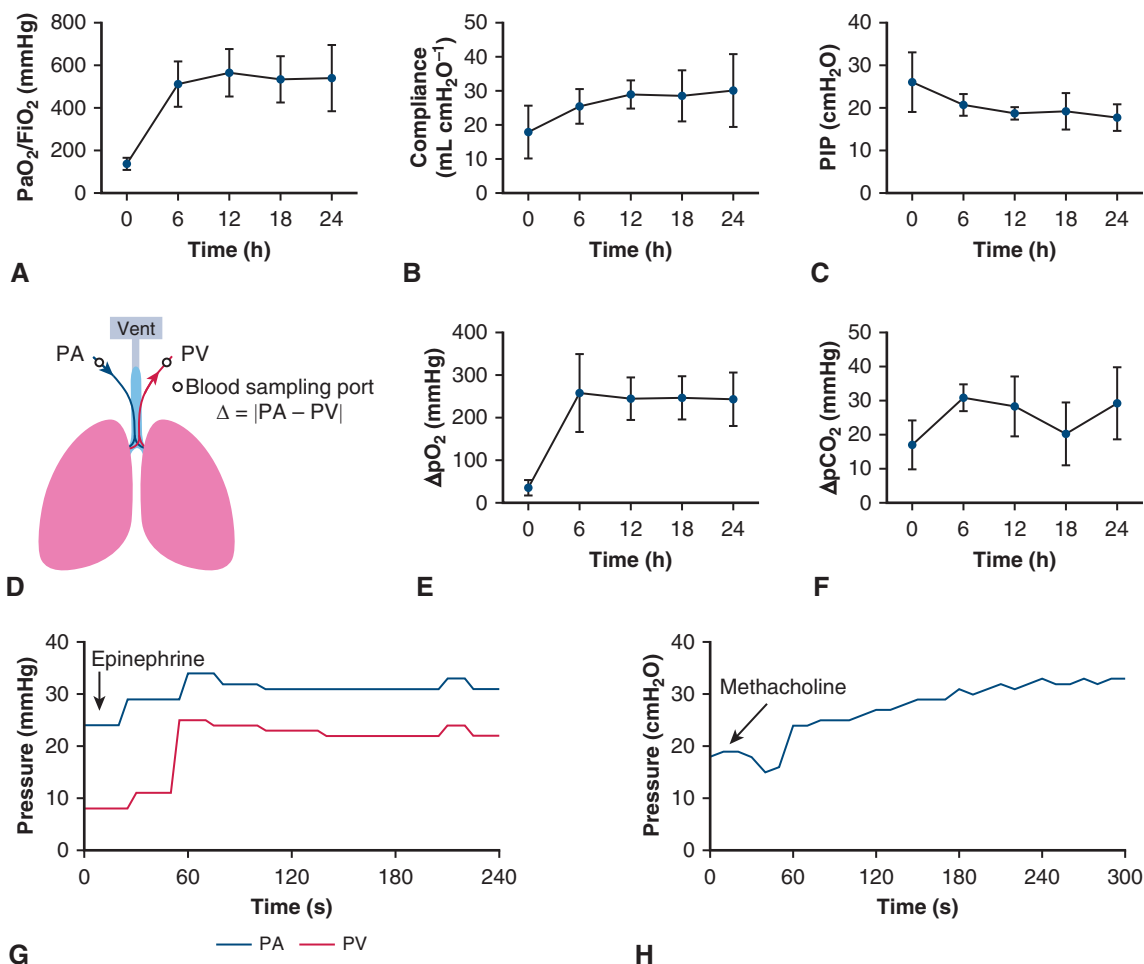 PaO₂/FiO₂ (mmHg)
800
600
400
200
0
0 6 12 18 24
Time (h)
A
Compliance
(mL cmH₂O⁻¹)
50
40
30
20
10
0
0 6 12 18 24
Time (h)
B
PIP (cmH₂O)
40
30
20
10
0
0 6 12 18 24
Time (h)
C
Vent
PA
PV
Blood sampling port
Δ = |PA – PV|
D
ΔpO₂ (mmHg)
400
300
200
100
0
0 6 12 18 24
Time (h)
E
ΔpCO₂ (mmHg)
50
40
30
20
10
0
0 6 12 18 24
Time (h)
F
Pressure (mmHg)
40
30
20
10
0
Epinephrine
0 60 120 180 240
Time (s)
PA PV
G
Pressure (cmH₂O)
40
30
20
10
0
Methacholine
0 60 120 180 240 300
Time (s)
H